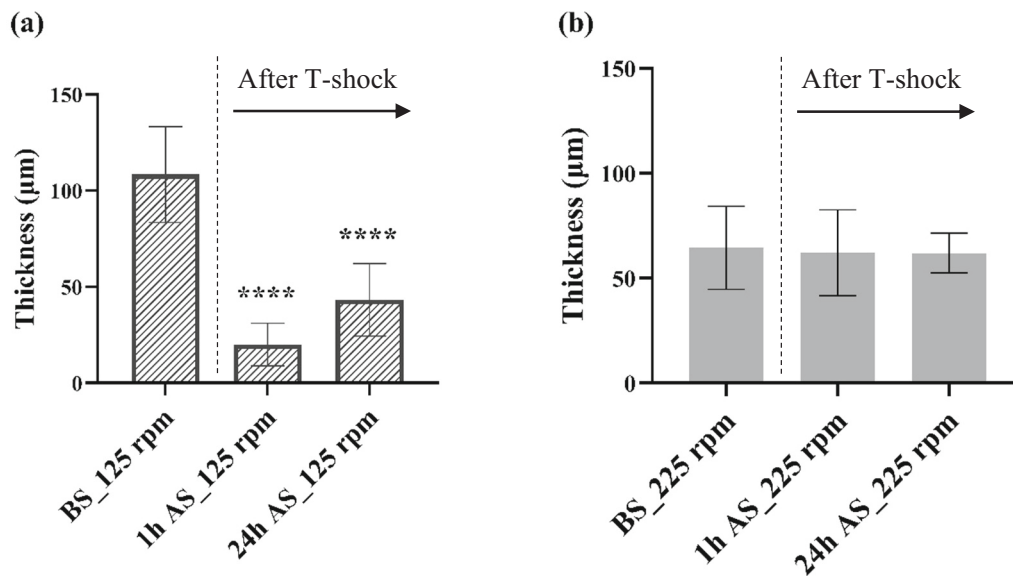 (a)
After T-shock
Thickness (µm)
150
100
50
0
****
****
BS_125 rpm
1h AS_125 rpm
24h AS_125 rpm
(b)
After T-shock
Thickness (µm)
150
100
50
0
BS_225 rpm
1h AS_225 rpm
24h AS_225 rpm